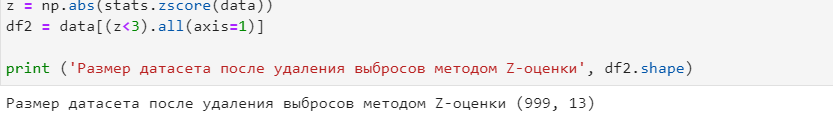 z = np.abs(stats.zscore(data))
df2 = data[(z<3).all(axis=1)]
print ('Размер датасета после удаления выбросов методом Z-оценки', df2.shape)
Размер датасета после удаления выбросов методом Z-оценки (999, 13)